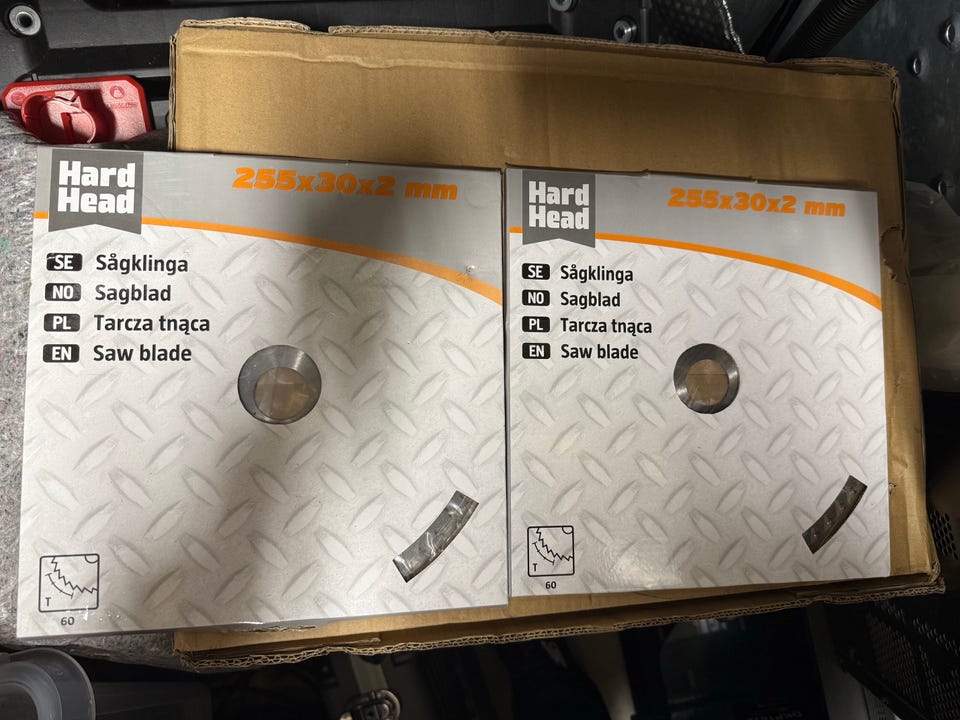 Hard
Head
255x30x2 mm
SE Sågklinga
NO Sagblad
PL Tarcza tnąca
EN Saw blade
T
60
Hard
Head
255x30x2 mm
SE Sågklinga
NO Sagblad
PL Tarcza tnąca
EN Saw blade
T
60